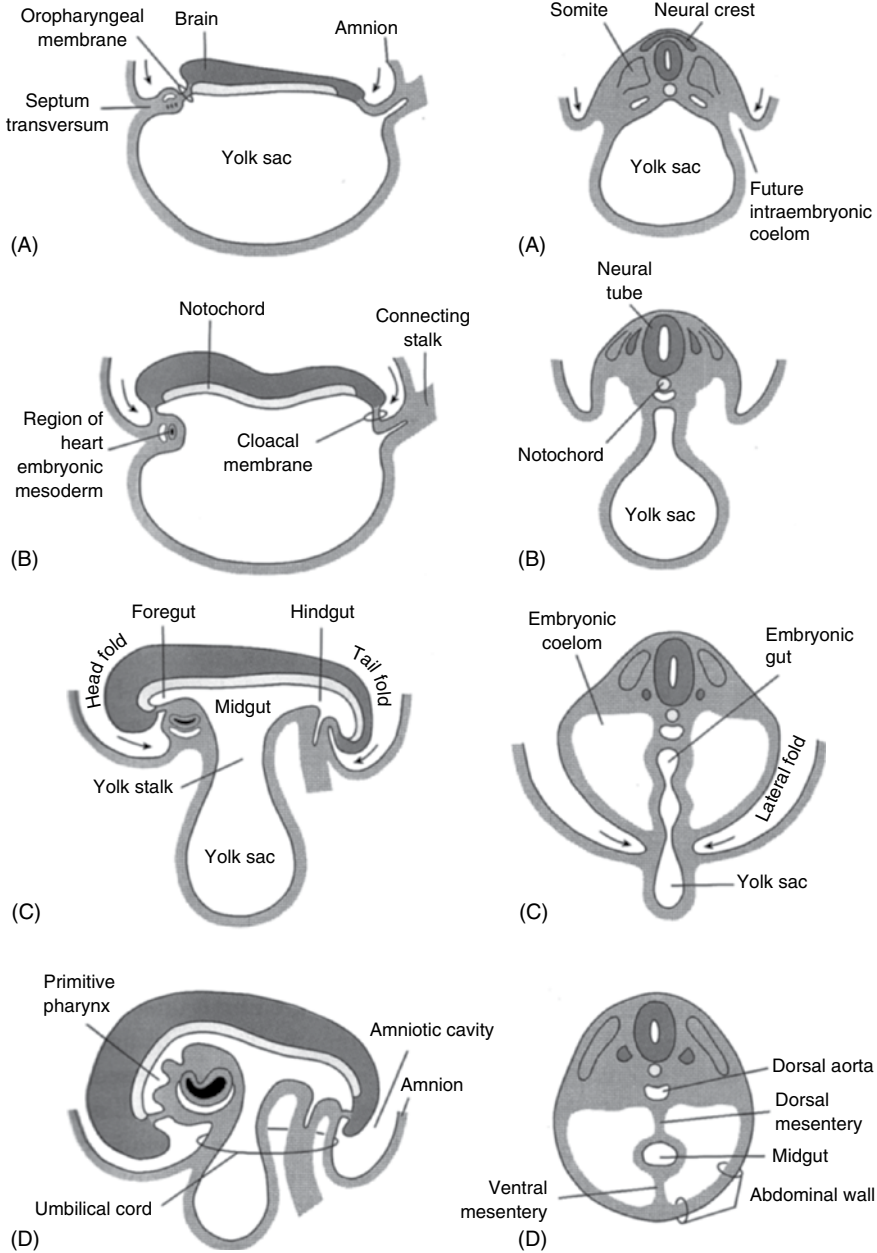 Oropharyngeal
membrane
Brain
Amnion
Septum
transversum
Yolk sac
(A)
Somite
Neural crest
Yolk sac
Future
intraembryonic
coelom
(A)
Notochord
Connecting
stalk
Region of
heart
embryonic
mesoderm
Cloacal
membrane
(B)
Neural
tube
Notochord
Yolk sac
(B)
Foregut
Hindgut
Head fold
Tail fold
Midgut
Yolk stalk
Yolk sac
(C)
Embryonic
coelom
Embryonic
gut
Lateral fold
Yolk sac
(C)
Primitive
pharynx
Amniotic cavity
Amnion
Umbilical cord
(D)
Dorsal aorta
Dorsal
mesentery
Midgut
Ventral
mesentery
Abdominal wall
(D)